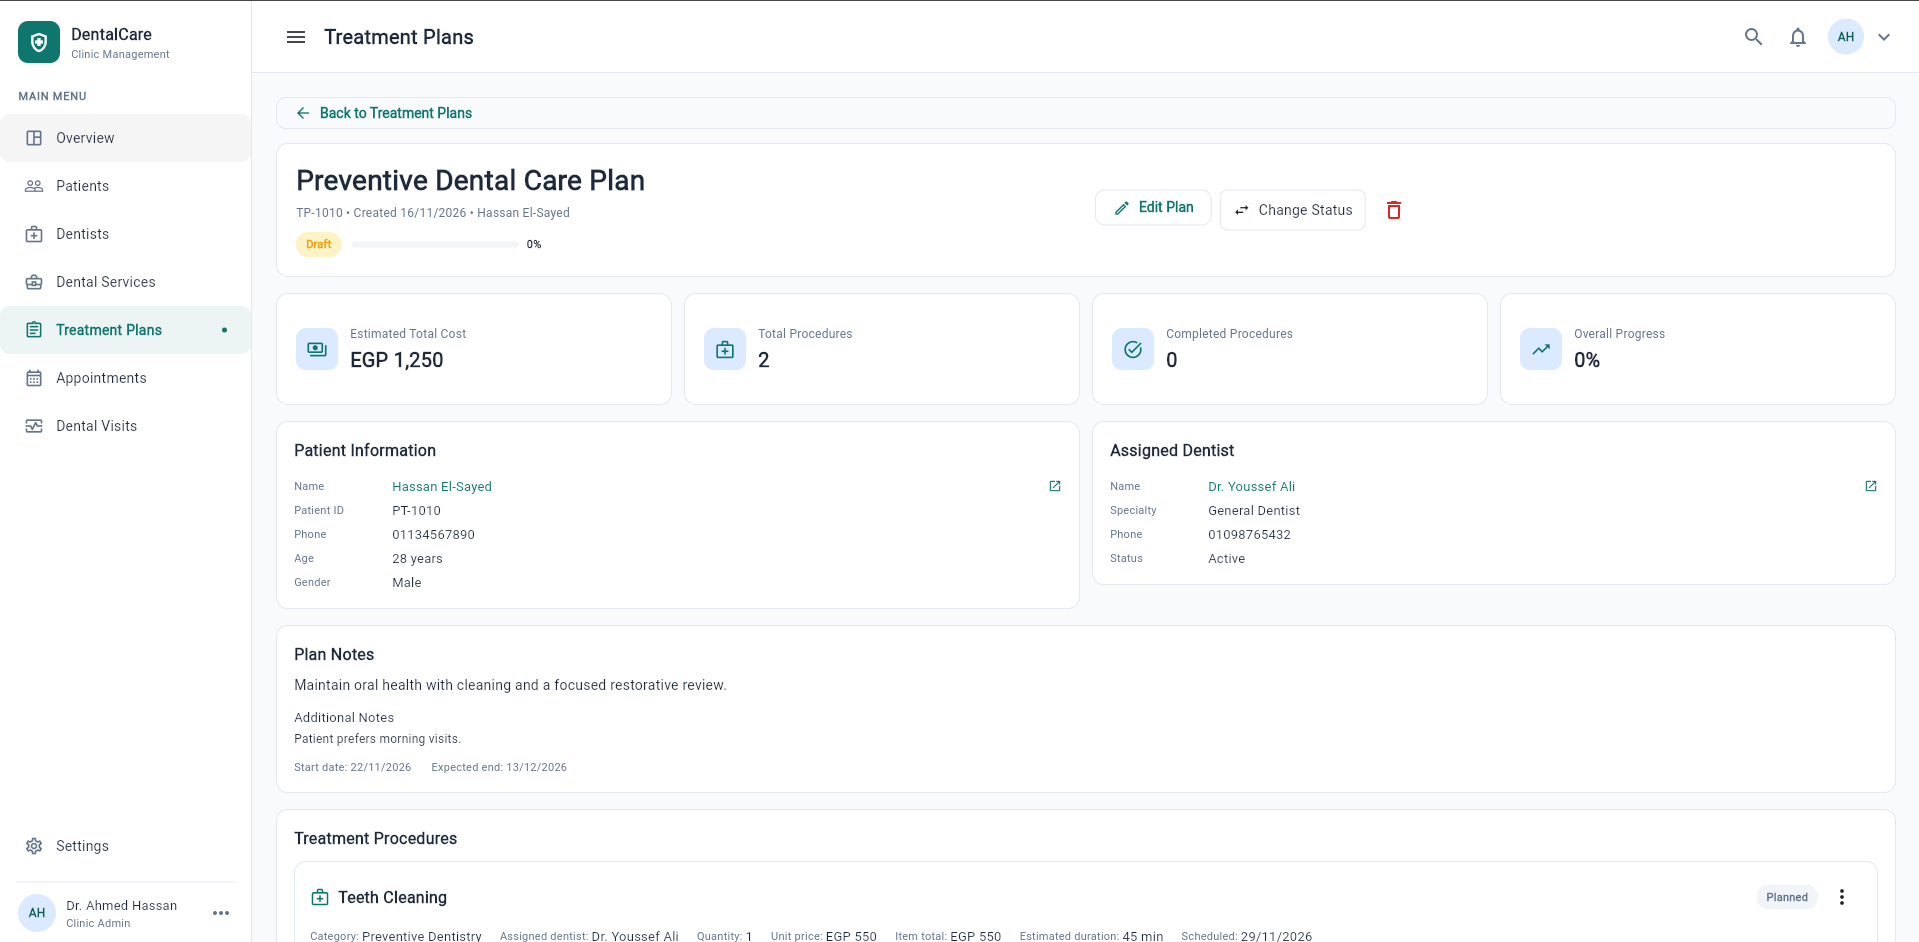 DentalCare
Clinic Management
MAIN MENU
Overview
Patients
Dentists
Dental Services
Treatment Plans
Appointments
Dental Visits
Settings
AH
Dr. Ahmed Hassan
Clinic Admin
Treatment Plans
AH
Back to Treatment Plans
Preventive Dental Care Plan
TP-1010 • Created 16/11/2026 • Hassan El-Sayed
Draft 0%
Edit Plan
Change Status
Estimated Total Cost
EGP 1,250
Total Procedures
2
Completed Procedures
0
Overall Progress
0%
Patient Information
Name Hassan El-Sayed
Patient ID PT-1010
Phone 01134567890
Age 28 years
Gender Male
Assigned Dentist
Name Dr. Youssef Ali
Specialty General Dentist
Phone 01098765432
Status Active
Plan Notes
Maintain oral health with cleaning and a focused restorative review.
Additional Notes
Patient prefers morning visits.
Start date: 22/11/2026 Expected end: 13/12/2026
Treatment Procedures
Teeth Cleaning Planned
Category: Preventive Dentistry Assigned dentist: Dr. Youssef Ali Quantity: 1 Unit price: EGP 550 Item total: EGP 550 Estimated duration: 45 min Scheduled: 29/11/2026